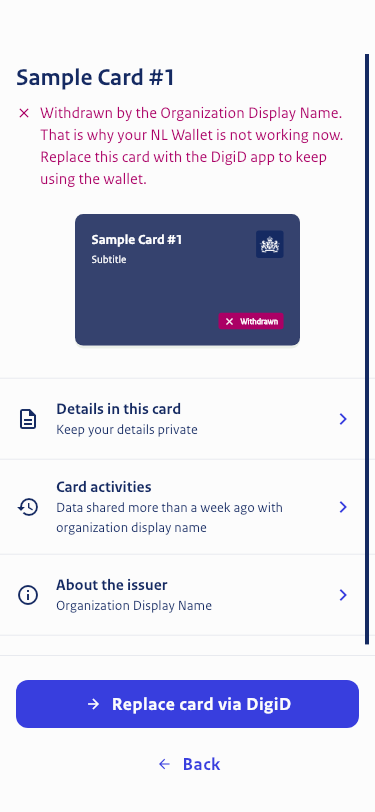 Sample Card #1
Withdrawn by the Organization Display Name.
That is why your NL Wallet is not working now.
Replace this card with the DigiD app to keep
using the wallet.
Sample Card #1
Subtitle
Withdrawn
Details in this card
Keep your details private
Card activities
Data shared more than a week ago with
organization display name
About the issuer
Organization Display Name
Replace card via DigiD
Back